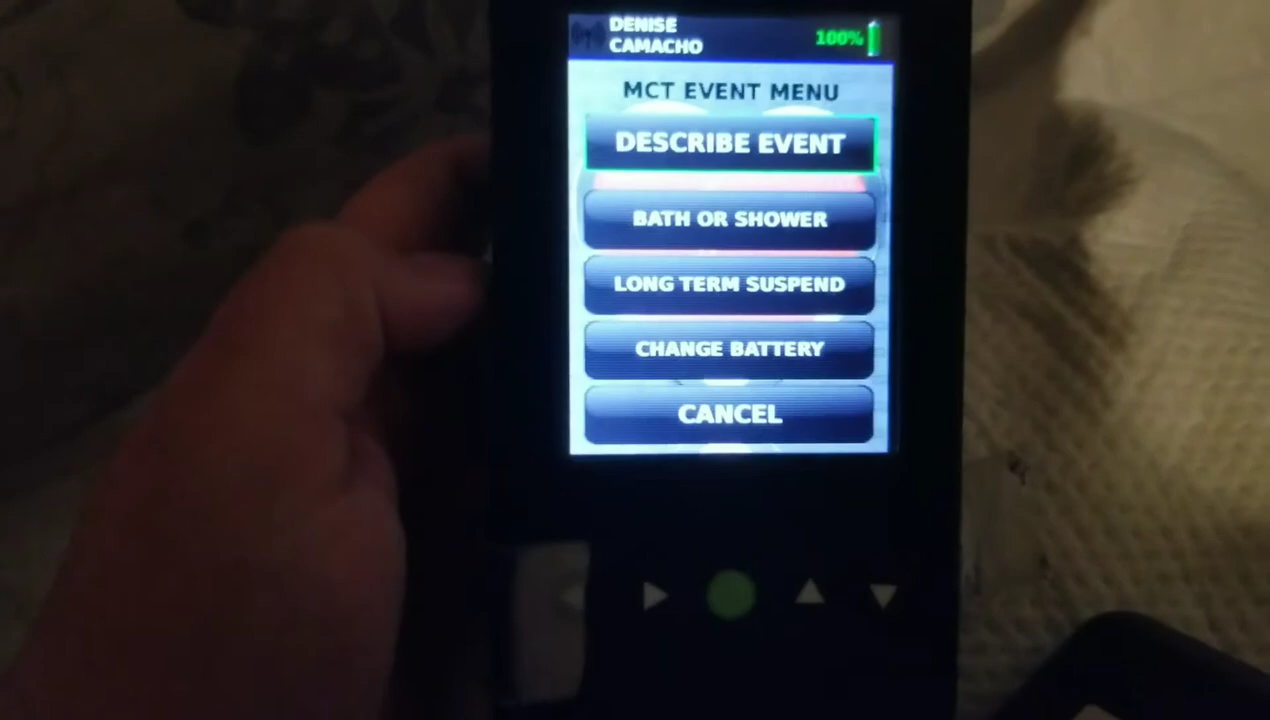 DENISE
CAMACHO
100%
MCT EVENT MENU
DESCRIBE EVENT
BATH OR SHOWER
LONG TERM SUSPEND
CHANGE BATTERY
CANCEL